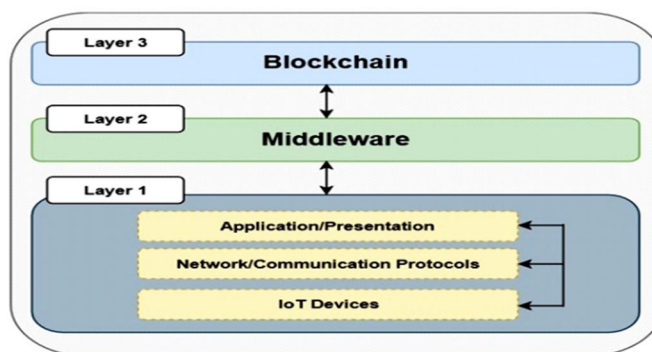 Layer 3
Blockchain
Layer 2
Middleware
Layer 1
Application/Presentation
Network/Communication Protocols
IoT Devices